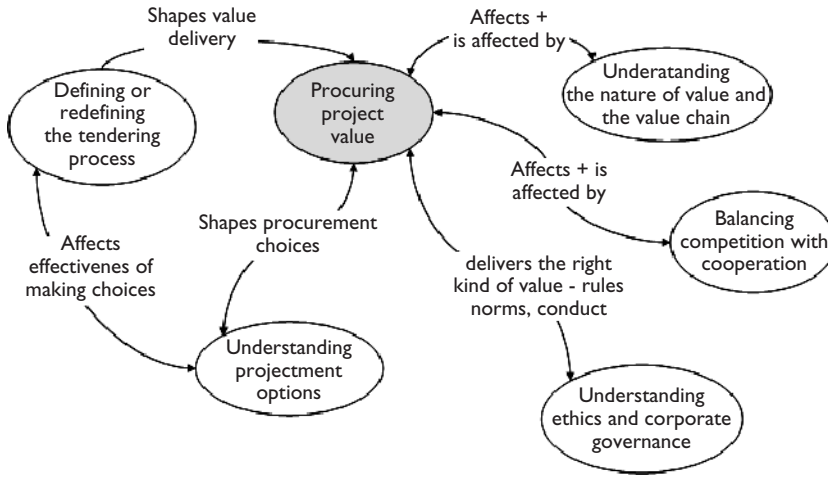 Shapes value
delivery
Affects +
is affected by
Defining or
redefining
the tendering
process
Procuring
project
value
Underatanding
the nature of value and
the value chain
Affects + is
affected by
Shapes procurement
choices
Balancing
competition with
cooperation
Affects
effectivenes of
making choices
delivers the right
kind of value - rules
norms, conduct
Understanding
projectment
options
Understanding
ethics and corporate
governance